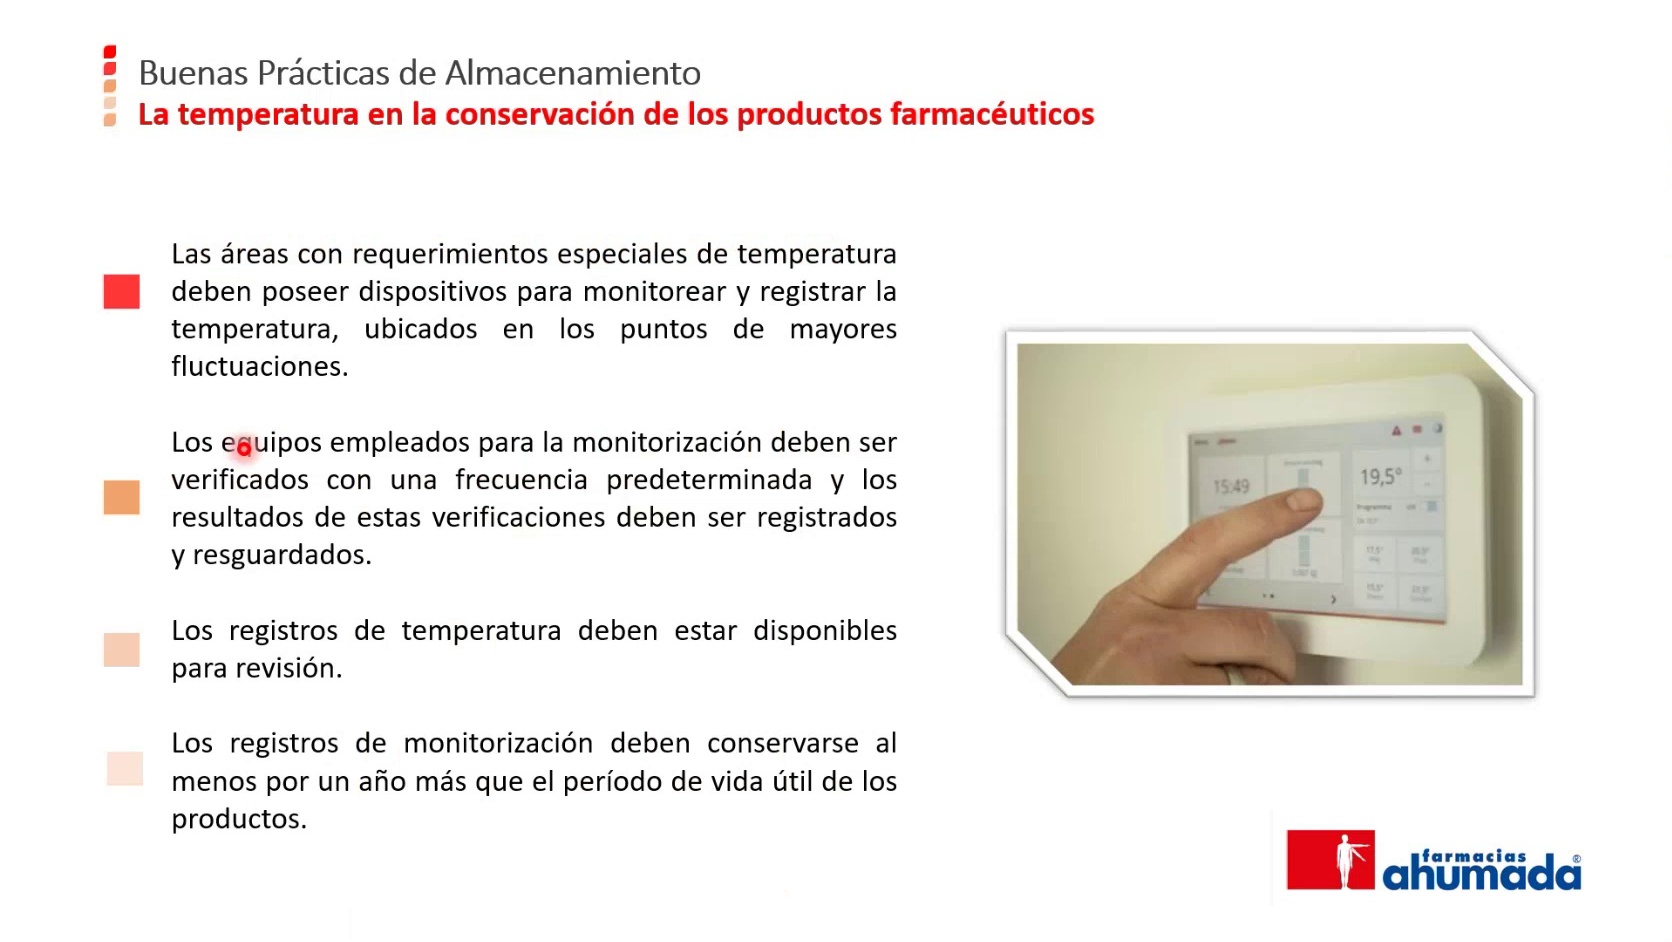 Buenas Prácticas de Almacenamiento
La temperatura en la conservación de los productos farmacéuticos
Las áreas con requerimientos especiales de temperatura
deben poseer dispositivos para monitorear y registrar la
temperatura, ubicados en los puntos de mayores
fluctuaciones.
Los equipos empleados para la monitorización deben ser
verificados con una frecuencia predeterminada y los
resultados de estas verificaciones deben ser registrados
y resguardados.
Los registros de temperatura deben estar disponibles
para revisión.
Los registros de monitorización deben conservarse al
menos por un año más que el período de vida útil de los
productos.
15:49
19,5°
Programma
farmacias
ahumada®